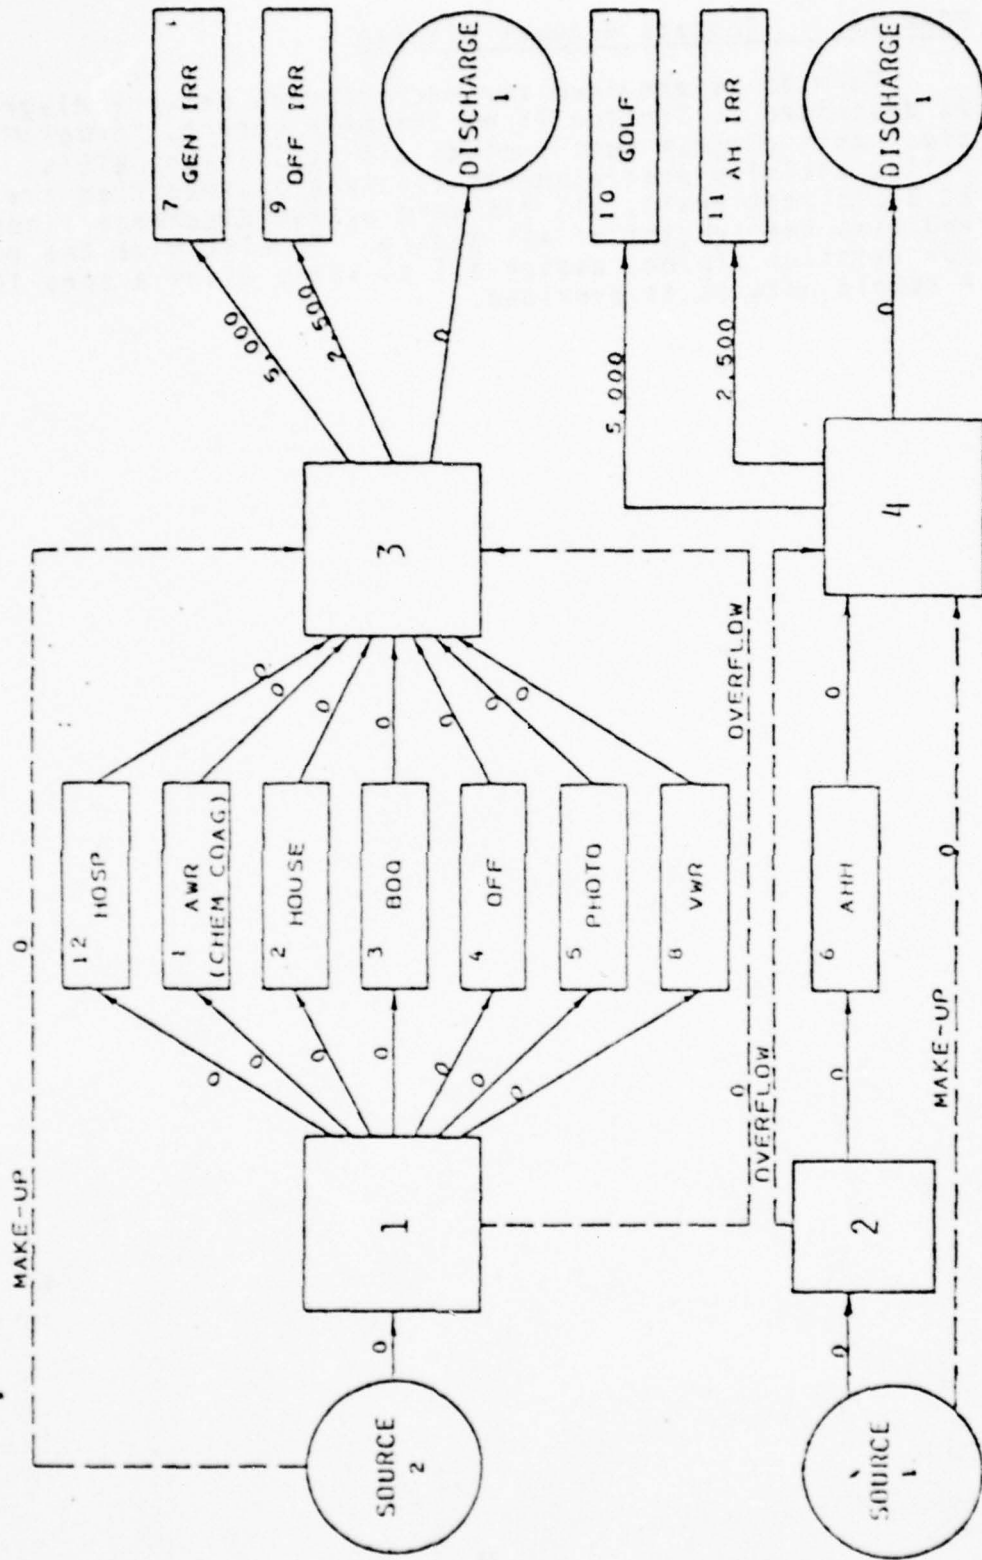 MAKE-UP
0
SOURCE
2
0
1
0
0
0
0
0
0
0
12
HOSP
1
AWR
(CHEM COAG)
2
HOUSE
3
BOQ
4
OFF
5
PHOTO
8
VWR
0
0
0
0
0
0
0
3
5,000
2,500
0
7
GEN IRR
9
OFF IRR
DISCHARGE
1
0
OVERFLOW
OVERFLOW
SOURCE
1
0
2
0
6
AHH
0
MAKE-UP
0
4
5,000
2,500
0
10
GOLF
11
AH IRR
DISCHARGE
1